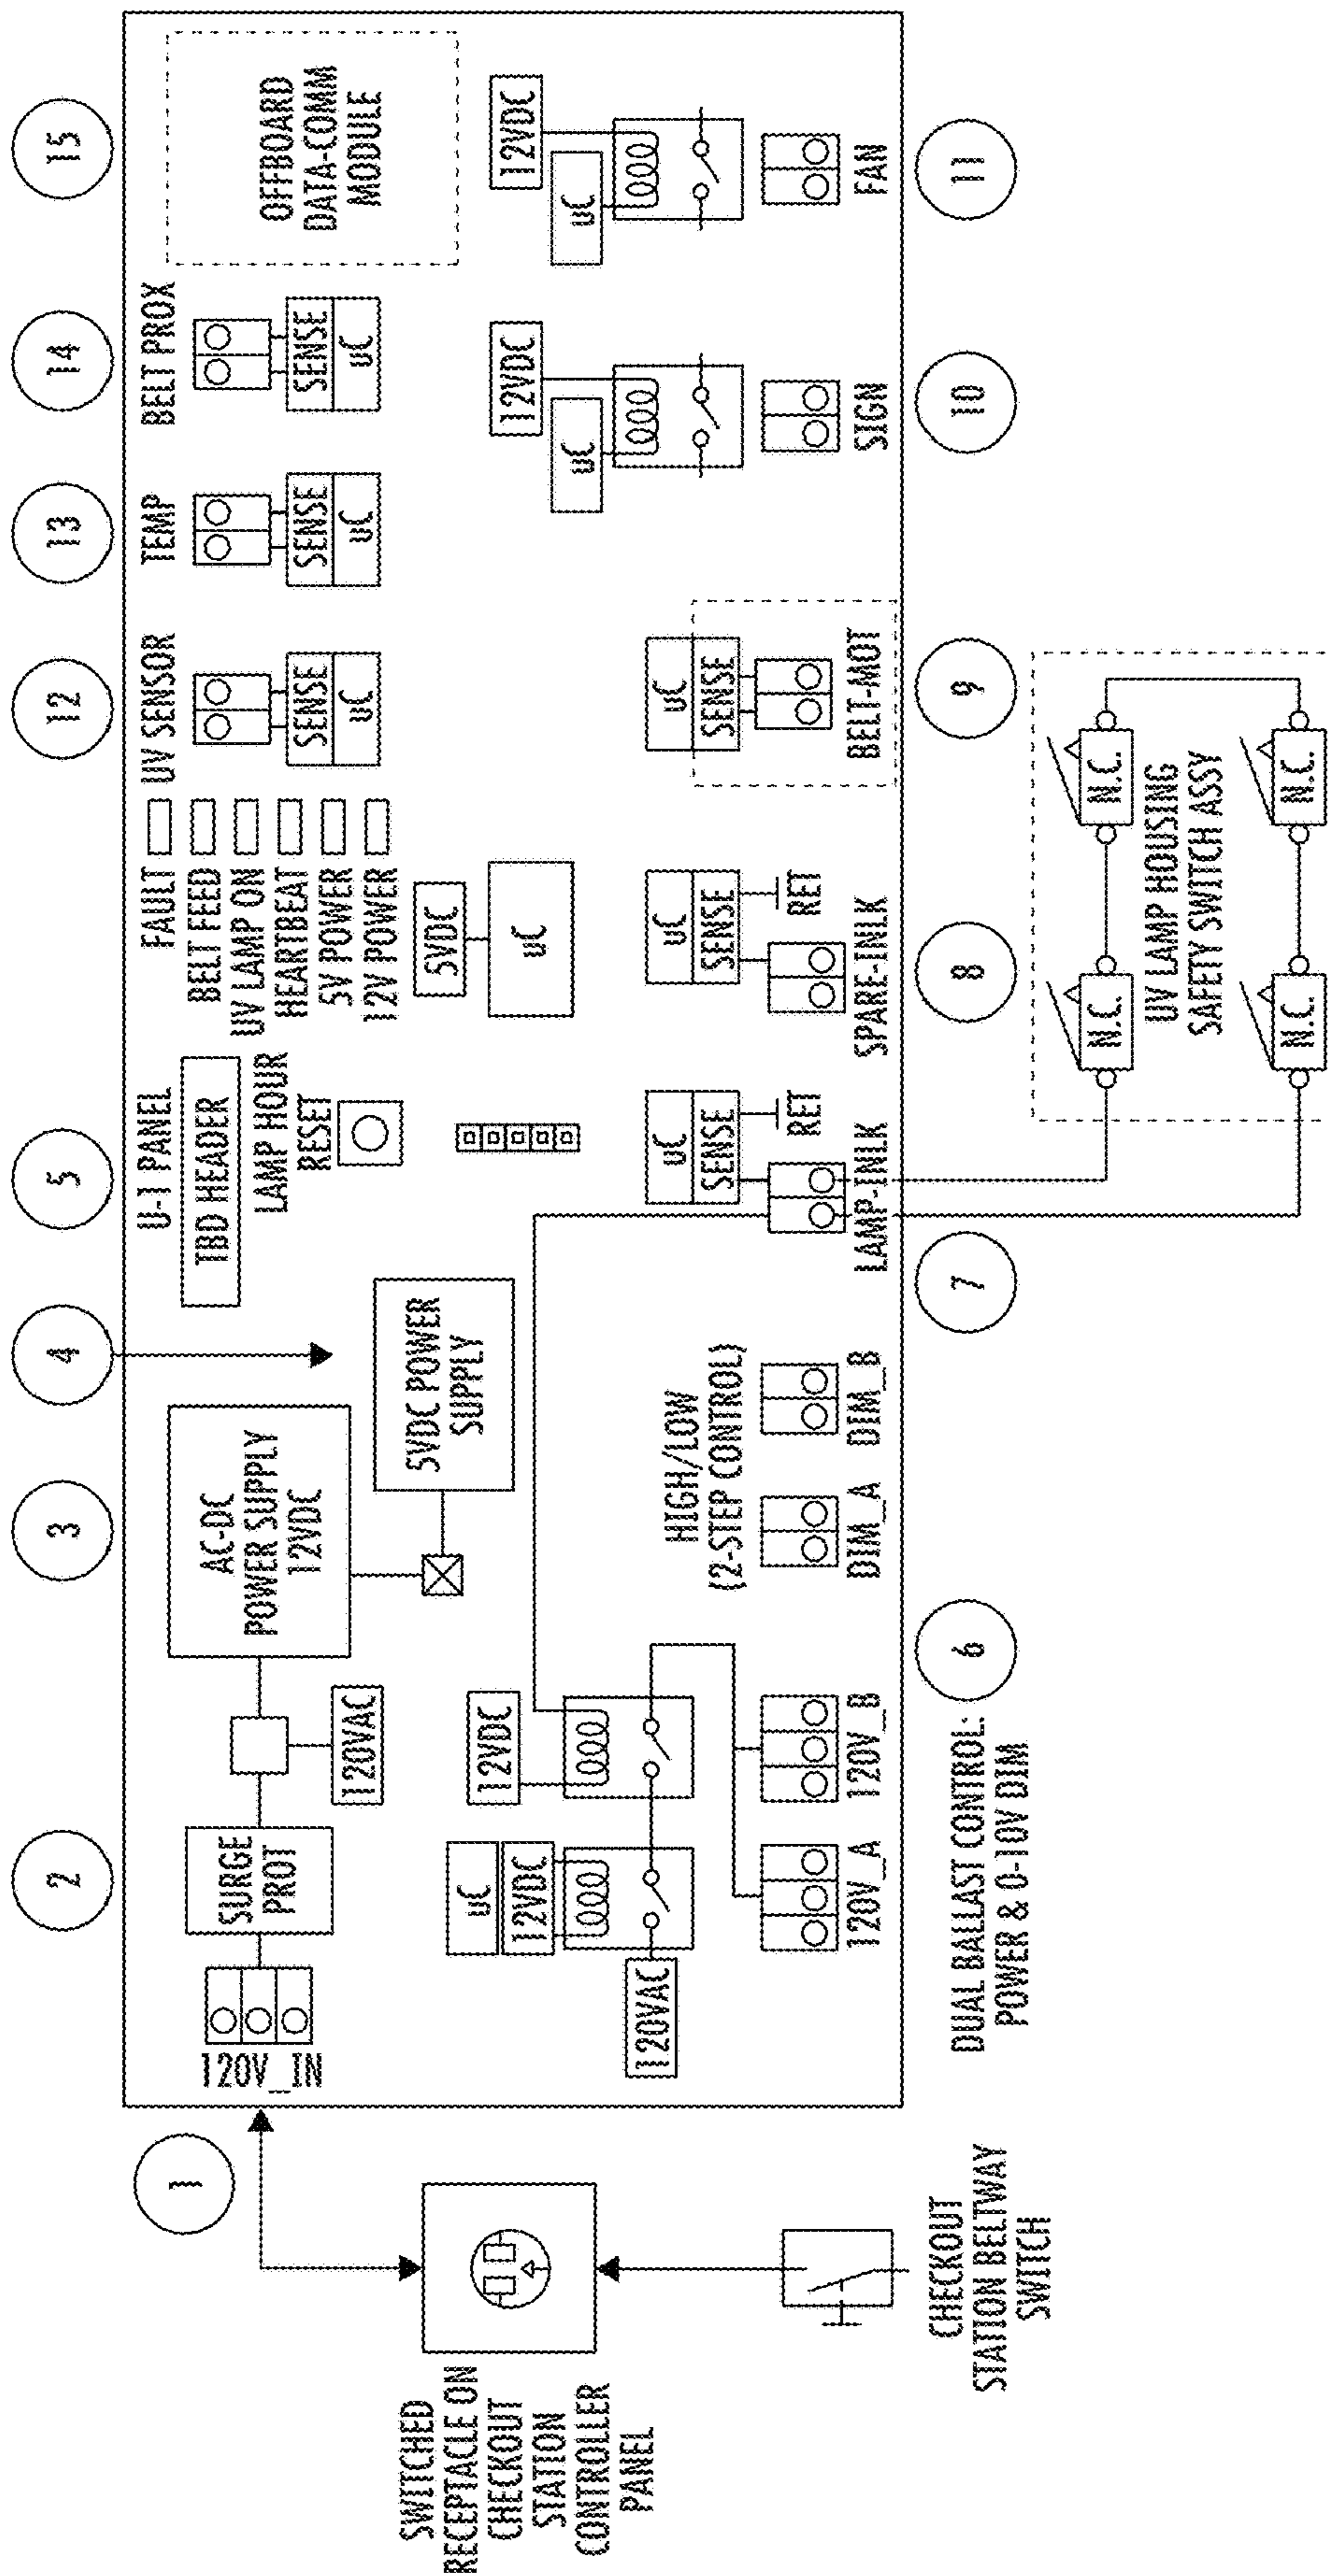 1
2
3
4
5
12
13
14
15
120V_IN
SURGE
PROT
120VAC
AC-DC
POWER SUPPLY
12VDC
5VDC POWER
SUPPLY
U-1 PANEL
TBD HEADER
LAMP HOUR
RESET
FAULT
BELT FEED
UV LAMP ON
HEARTBEAT
5V POWER
12V POWER
5VDC
uC
UV SENSOR
SENSE
uC
TEMP
SENSE
uC
BELT PROX
SENSE
uC
OFFBOARD
DATA-COMM
MODULE
120VAC
uC
12VDC
12VDC
120V_A
120V_B
HIGH/LOW
(2-STEP CONTROL)
DIM_A
DIM_B
uC
SENSE
RET
LAMP-INLK
uC
SENSE
RET
SPARE-INLK
uC
SENSE
BELT-MOT
12VDC
uC
SIGN
12VDC
uC
FAN
6
7
8
9
10
11
DUAL BALLAST CONTROL:
POWER & 0-10V DIM
N.C.
N.C.
UV LAMP HOUSING
SAFETY SWITCH ASSY
N.C.
N.C.
SWITCHED
RECEPTACLE ON
CHECKOUT
STATION
CONTROLLER
PANEL
CHECKOUT
STATION BELTWAY
SWITCH